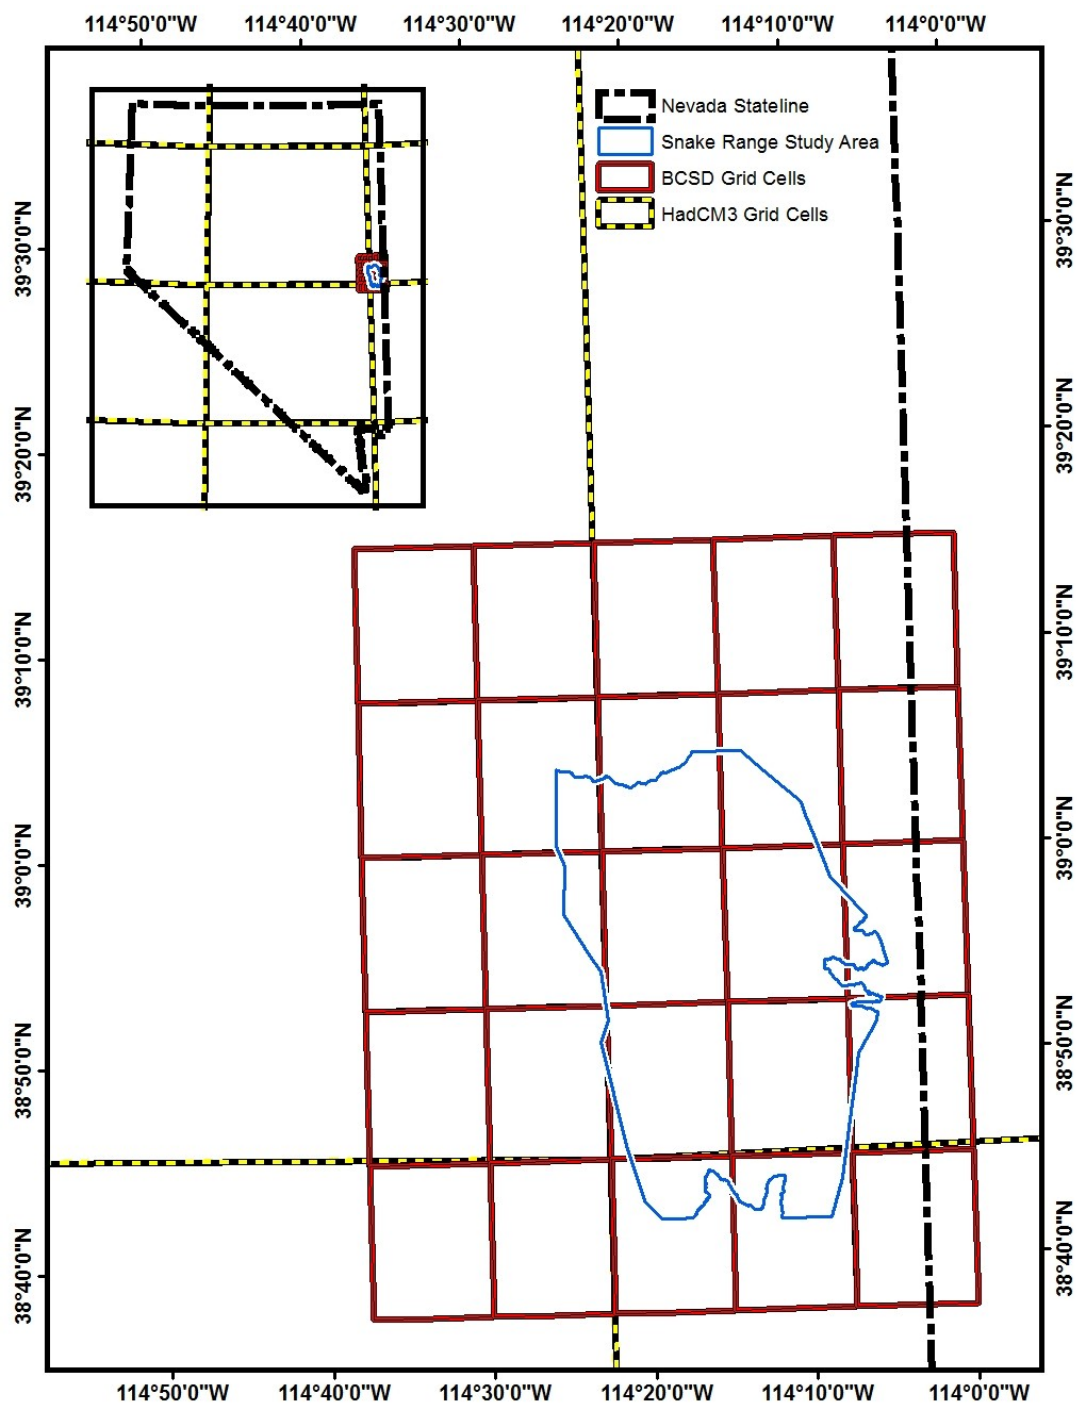 114°50'0"W 114°40'0"W 114°30'0"W 114°20'0"W 114°10'0"W 114°0'0"W
Nevada Stateline
Snake Range Study Area
BCSD Grid Cells
HadCM3 Grid Cells
39°30'0"N
39°20'0"N
39°10'0"N
39°0'0"N
38°50'0"N
38°40'0"N
39°30'0"N
39°20'0"N
39°10'0"N
39°0'0"N
38°50'0"N
38°40'0"N
114°50'0"W 114°40'0"W 114°30'0"W 114°20'0"W 114°10'0"W 114°0'0"W